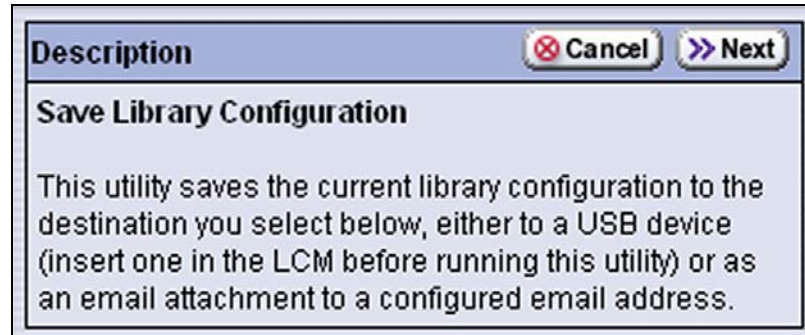 Description Cancel Next
Save Library Configuration
This utility saves the current library configuration to the
destination you select below, either to a USB device
(insert one in the LCM before running this utility) or as
an email attachment to a configured email address.